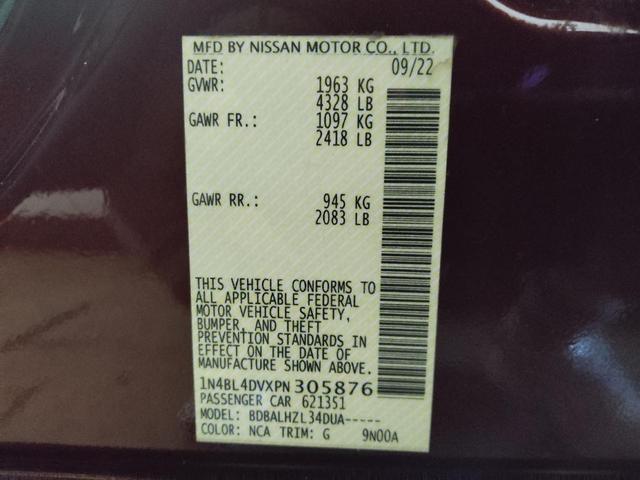 MFD BY NISSAN MOTOR CO., LTD.
DATE: 09/22
GVWR: 1963 KG
4328 LB
GAWR FR.: 1097 KG
2418 LB
GAWR RR.: 945 KG
2083 LB
THIS VEHICLE CONFORMS TO
ALL APPLICABLE FEDERAL
MOTOR VEHICLE SAFETY,
BUMPER, AND THEFT
PREVENTION STANDARDS IN
EFFECT ON THE DATE OF
MANUFACTURE SHOWN ABOVE.
1N4BL4DVXPN305876
PASSENGER CAR 621351
MODEL: BDBALHZL34DUA-----
COLOR: NCA TRIM: G 9N00A